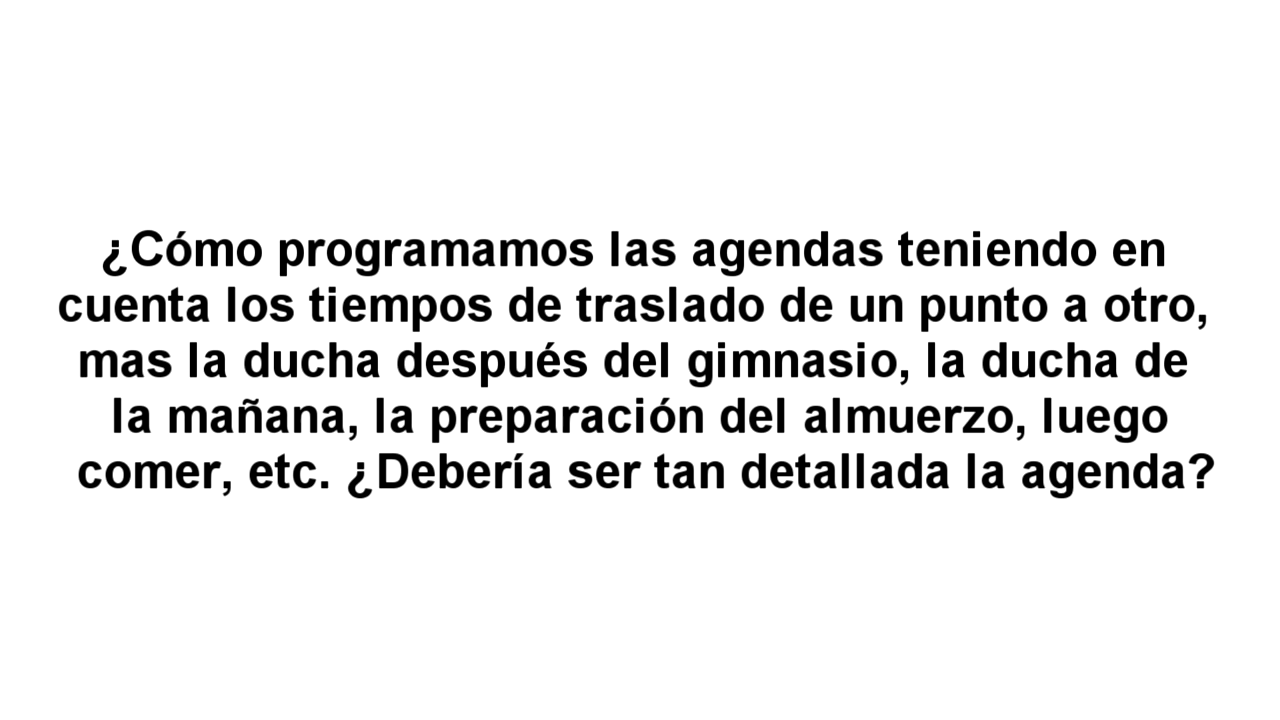 ¿Cómo programamos las agendas teniendo en
cuenta los tiempos de traslado de un punto a otro,
mas la ducha después del gimnasio, la ducha de
la mañana, la preparación del almuerzo, luego
comer, etc. ¿Debería ser tan detallada la agenda?